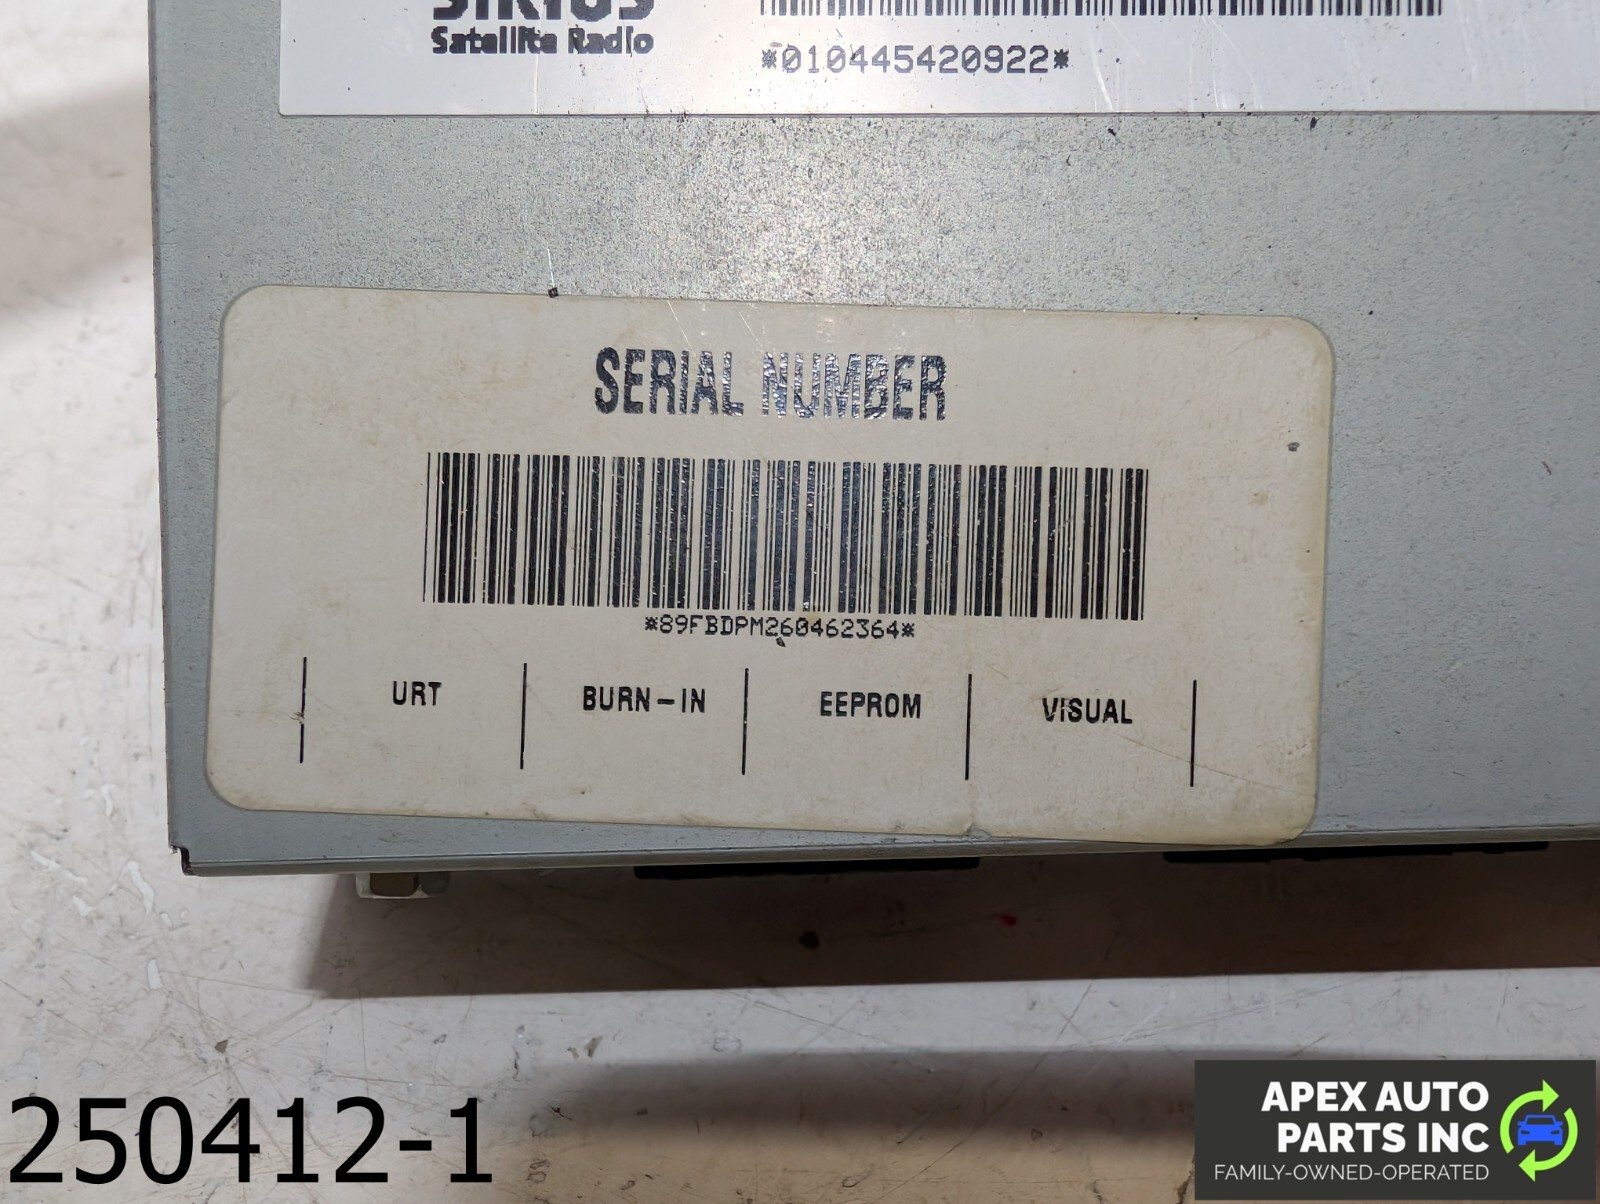 SIRIUS
Satellite Radio
*010445420922*
SERIAL NUMBER
*89FBDPM260462364*
URT
BURN-IN
EEPROM
VISUAL
250412-1
APEX AUTO
PARTS INC
FAMILY-OWNED-OPERATED